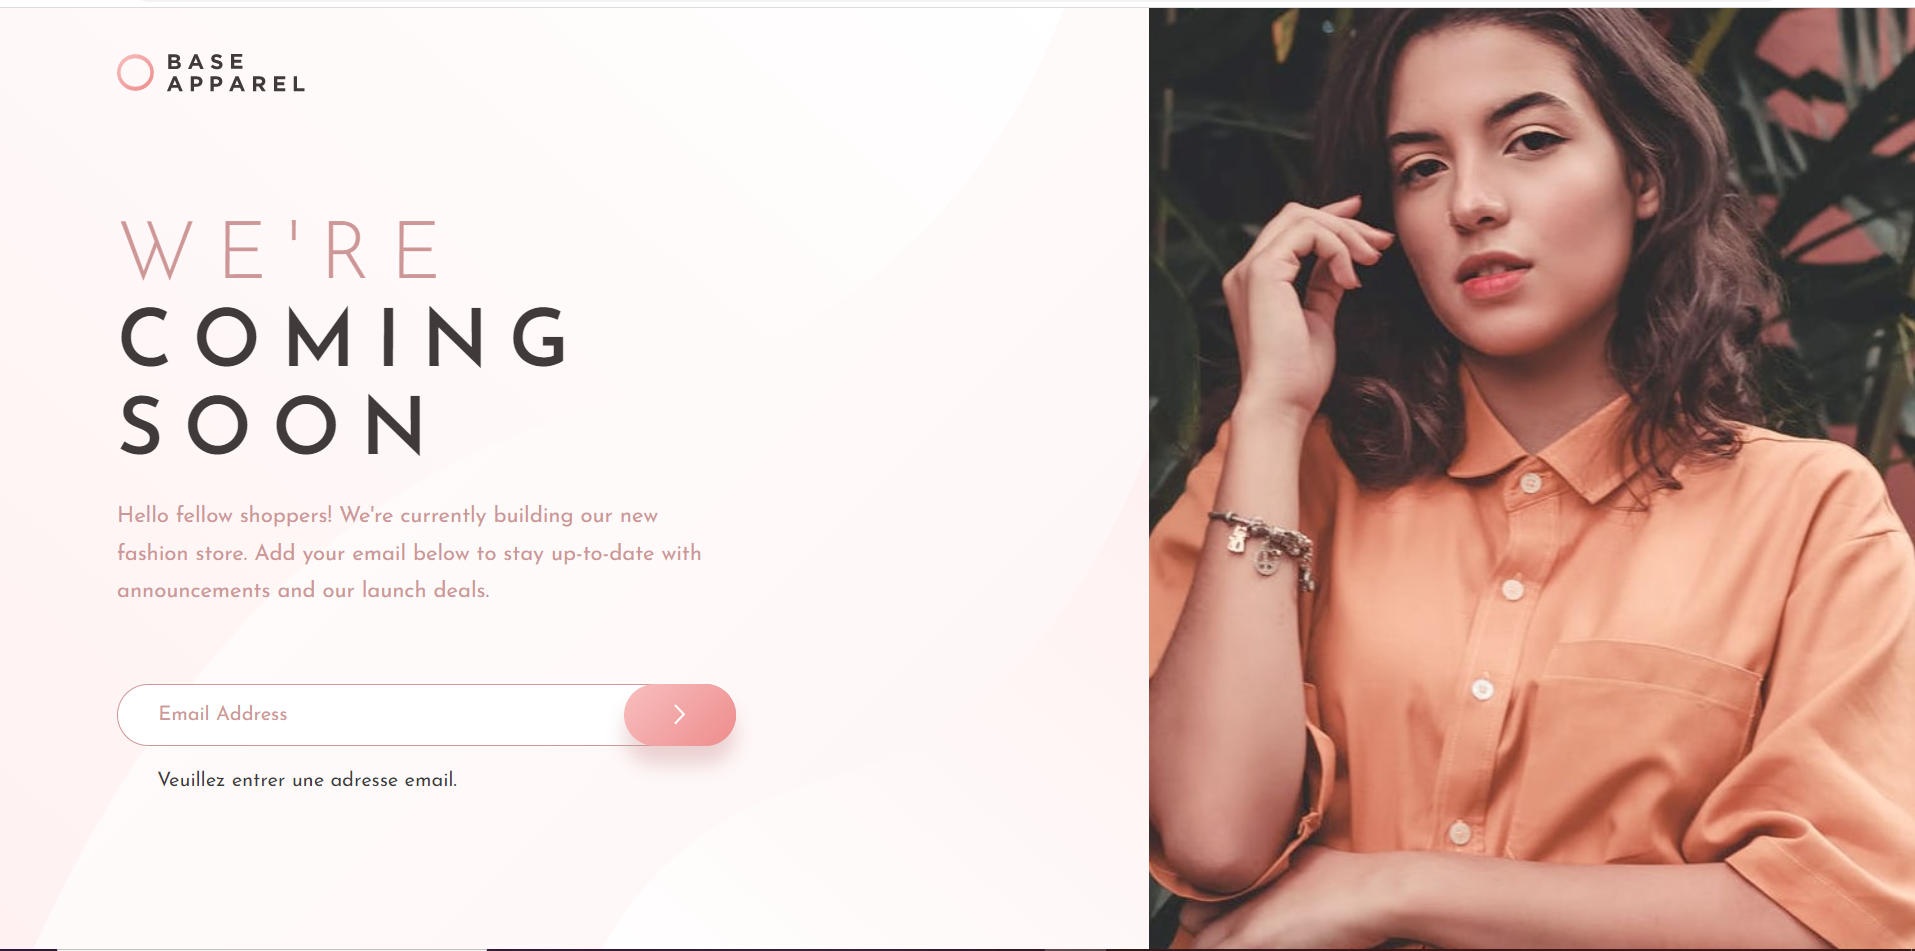 BASE
APPAREL
WE'RE
COMING
SOON
Hello fellow shoppers! We're currently building our new
fashion store. Add your email below to stay up-to-date with
announcements and our launch deals.
Email Address
Veuillez entrer une adresse email.